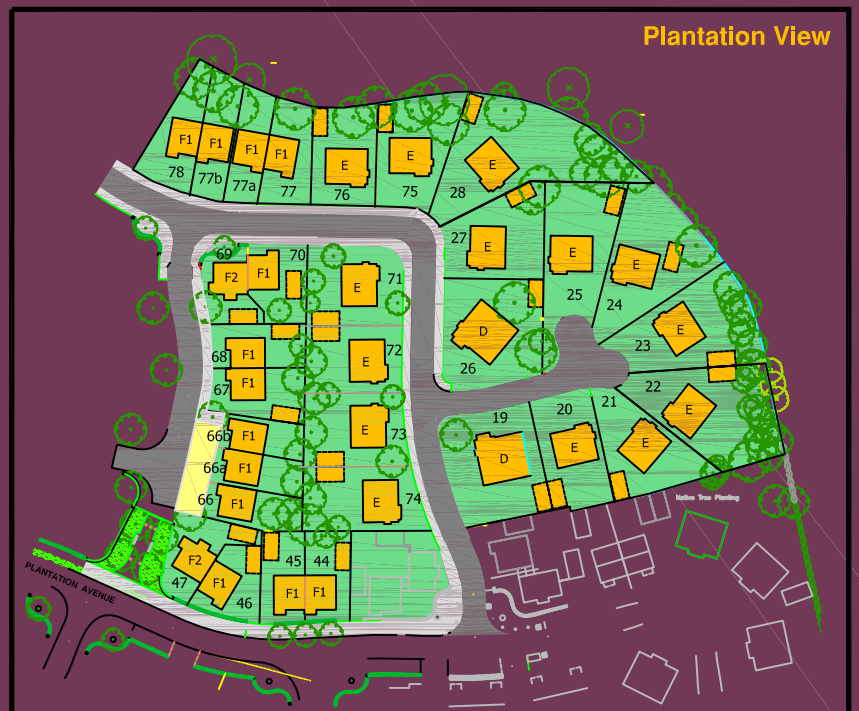 Plantation View
F1 F1 F1 F1 E E E
78 77b 77a 77 76 75 28
27 E E E
25 24
69 70 F2 F1 E 71
D 26 E 23
68 F1 E 72
67 F1 22 E
19 20 21
66b F1 E 73 D E E
66a F1
66 F1 E 74
Native Tree Planting
F2 F1 45 44
47 46 F1 F1
PLANTATION AVENUE